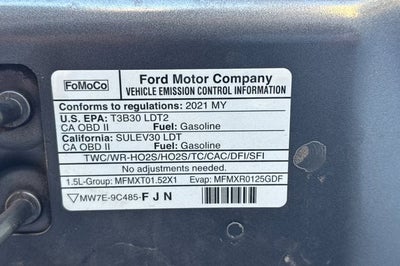 FoMoCo
Ford Motor Company
VEHICLE EMISSION CONTROL INFORMATION
Conforms to regulations: 2021 MY
U.S. EPA: T3B30 LDT2
CA OBD II Fuel: Gasoline
California: SULEV30 LDT
CA OBD II Fuel: Gasoline
TWC/WR-HO2S/HO2S/TC/CAC/DFI/SFI
No adjustments needed.
1.5L-Group: MFMXT01.52X1 Evap: MFMXR0125GDF
▽MW7E-9C485-FJN